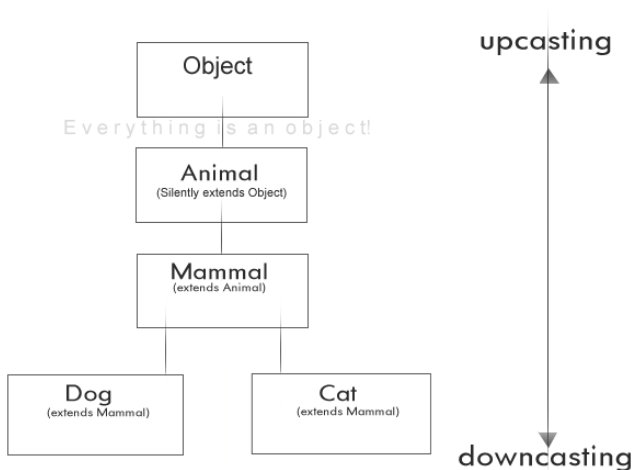 upcasting
Object
Everything is an object!
Animal
(Silently extends Object)
Mammal
(extends Animal)
Dog
(extends Mammal)
Cat
(extends Mammal)
downcasting